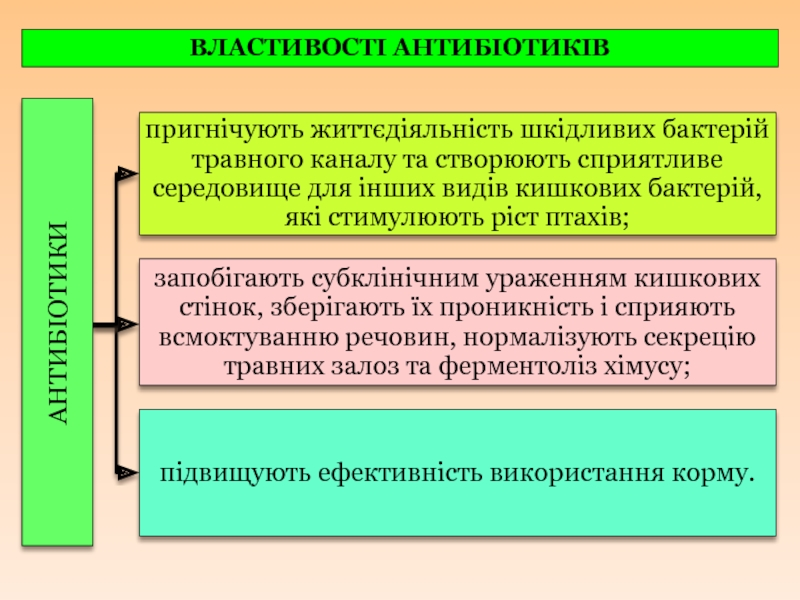 ВЛАСТИВОСТІ АНТИБІОТИКІВ
АНТИБІОТИКИ
пригнічують життєдіяльність шкідливих бактерій
травного каналу та створюють сприятливе
середовище для інших видів кишкових бактерій,
які стимулюють ріст птахів;
запобігають субклінічним ураженням кишкових
стінок, зберігають їх проникність і сприяють
всмоктуванню речовин, нормалізують секрецію
травних залоз та ферментоліз хімусу;
підвищують ефективність використання корму.